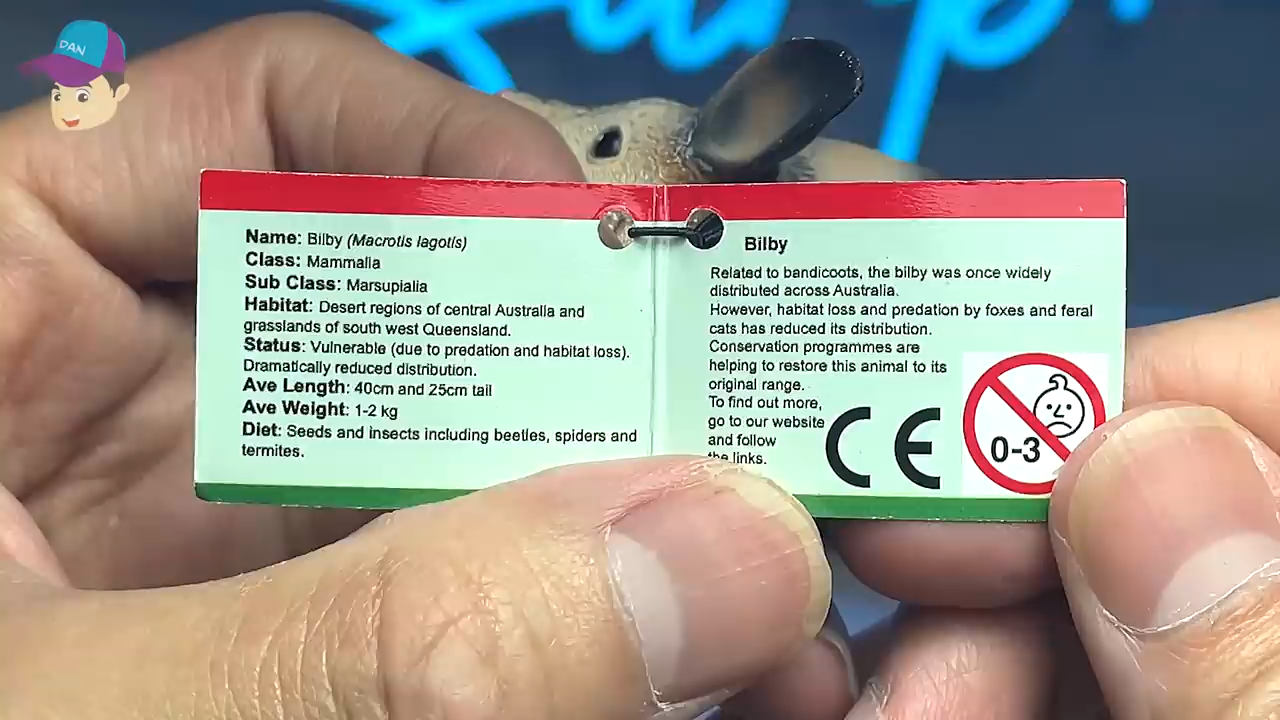 DAN
Name: Bilby (Macrotis lagotis)
Class: Mammalia
Sub Class: Marsupialia
Habitat: Desert regions of central Australia and
grasslands of south west Queensland.
Status: Vulnerable (due to predation and habitat loss).
Dramatically reduced distribution.
Ave Length: 40cm and 25cm tail
Ave Weight: 1-2 kg
Diet: Seeds and insects including beetles, spiders and
termites.
Bilby
Related to bandicoots, the bilby was once widely
distributed across Australia.
However, habitat loss and predation by foxes and feral
cats has reduced its distribution.
Conservation programmes are
helping to restore this animal to its
original range.
To find out more,
go to our website
and follow
the links.
CE
0-3